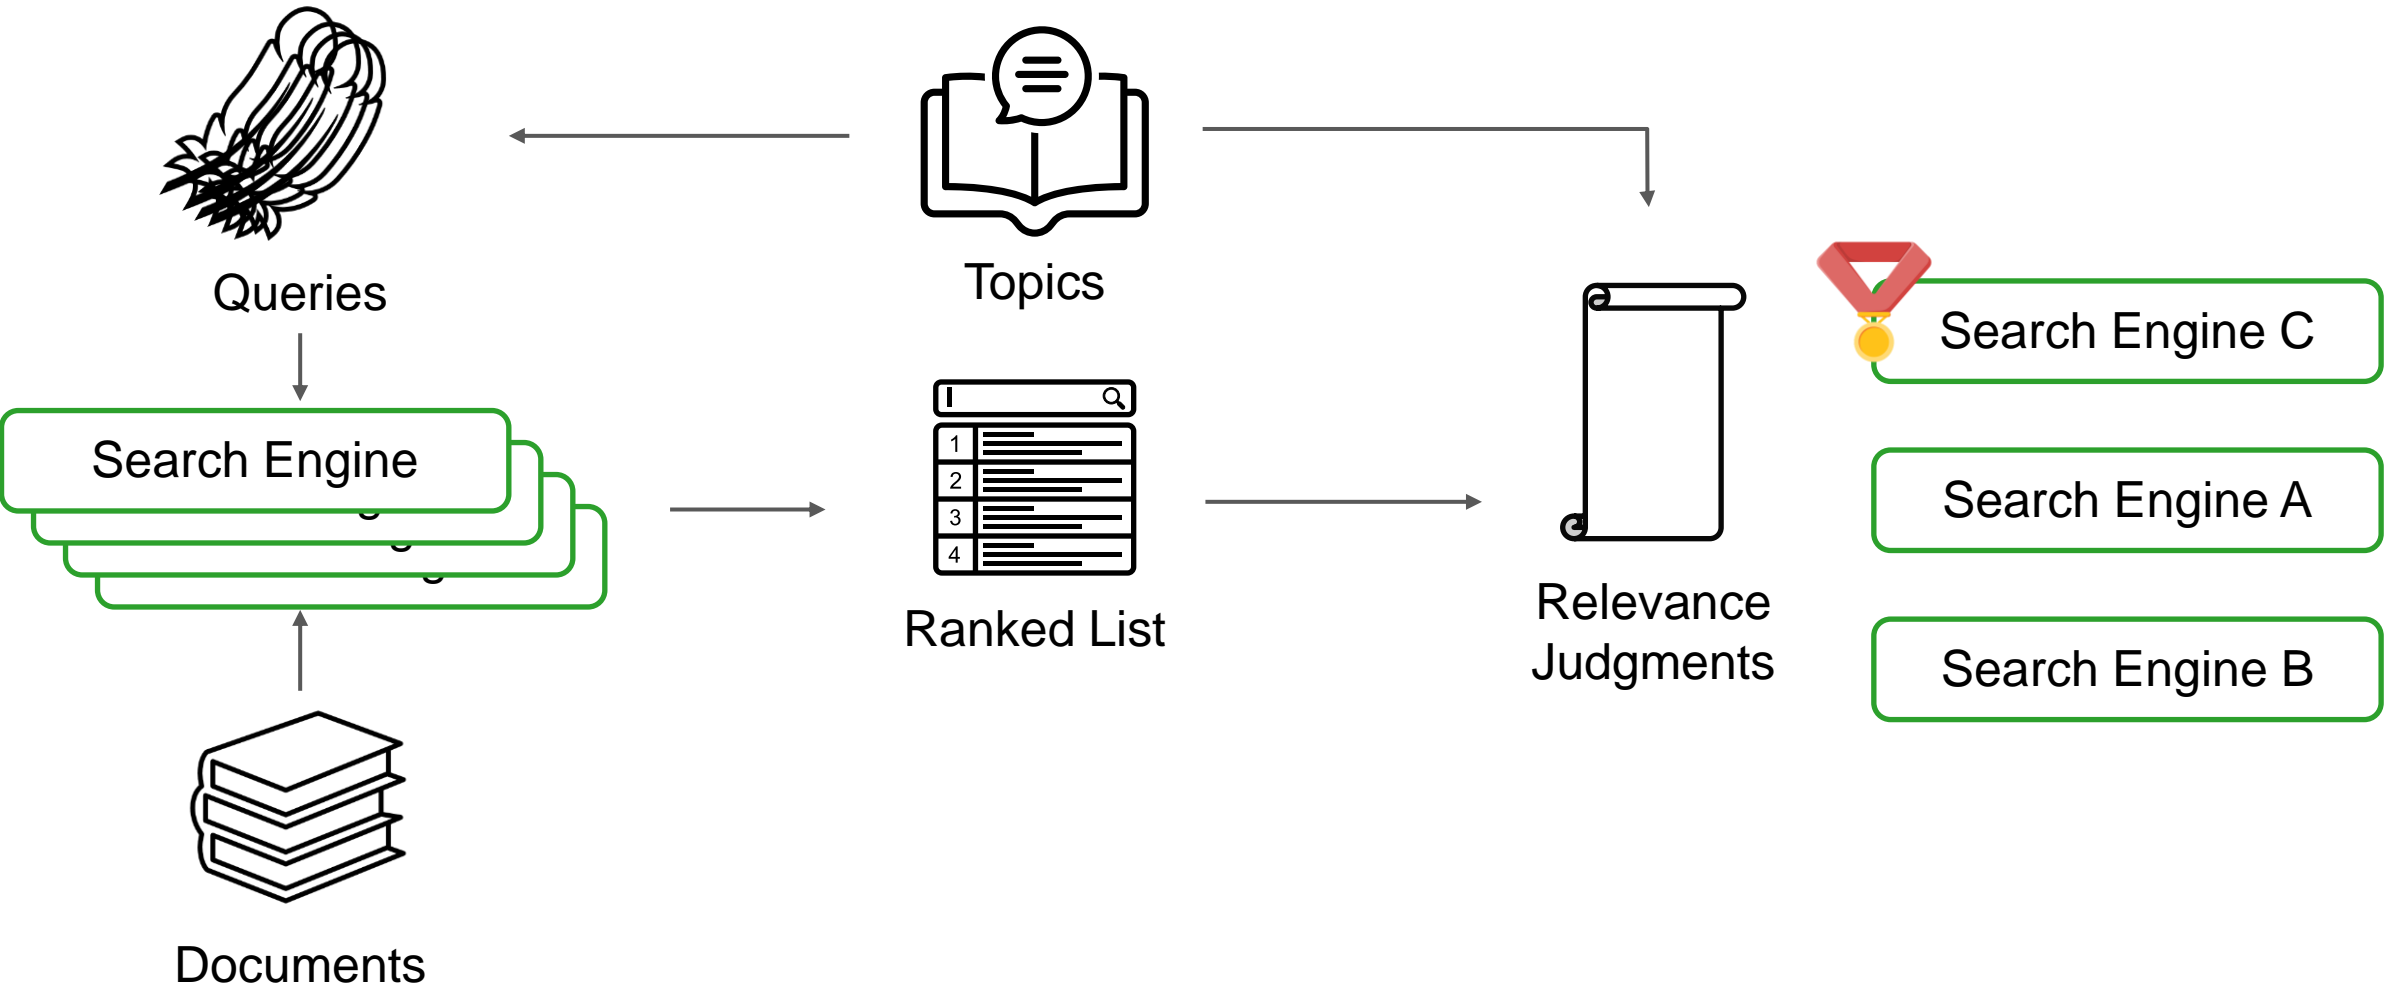 Queries
Topics
Search Engine
1
2
3
4
Ranked List
Documents
Relevance
Judgments
Search Engine C
Search Engine A
Search Engine B